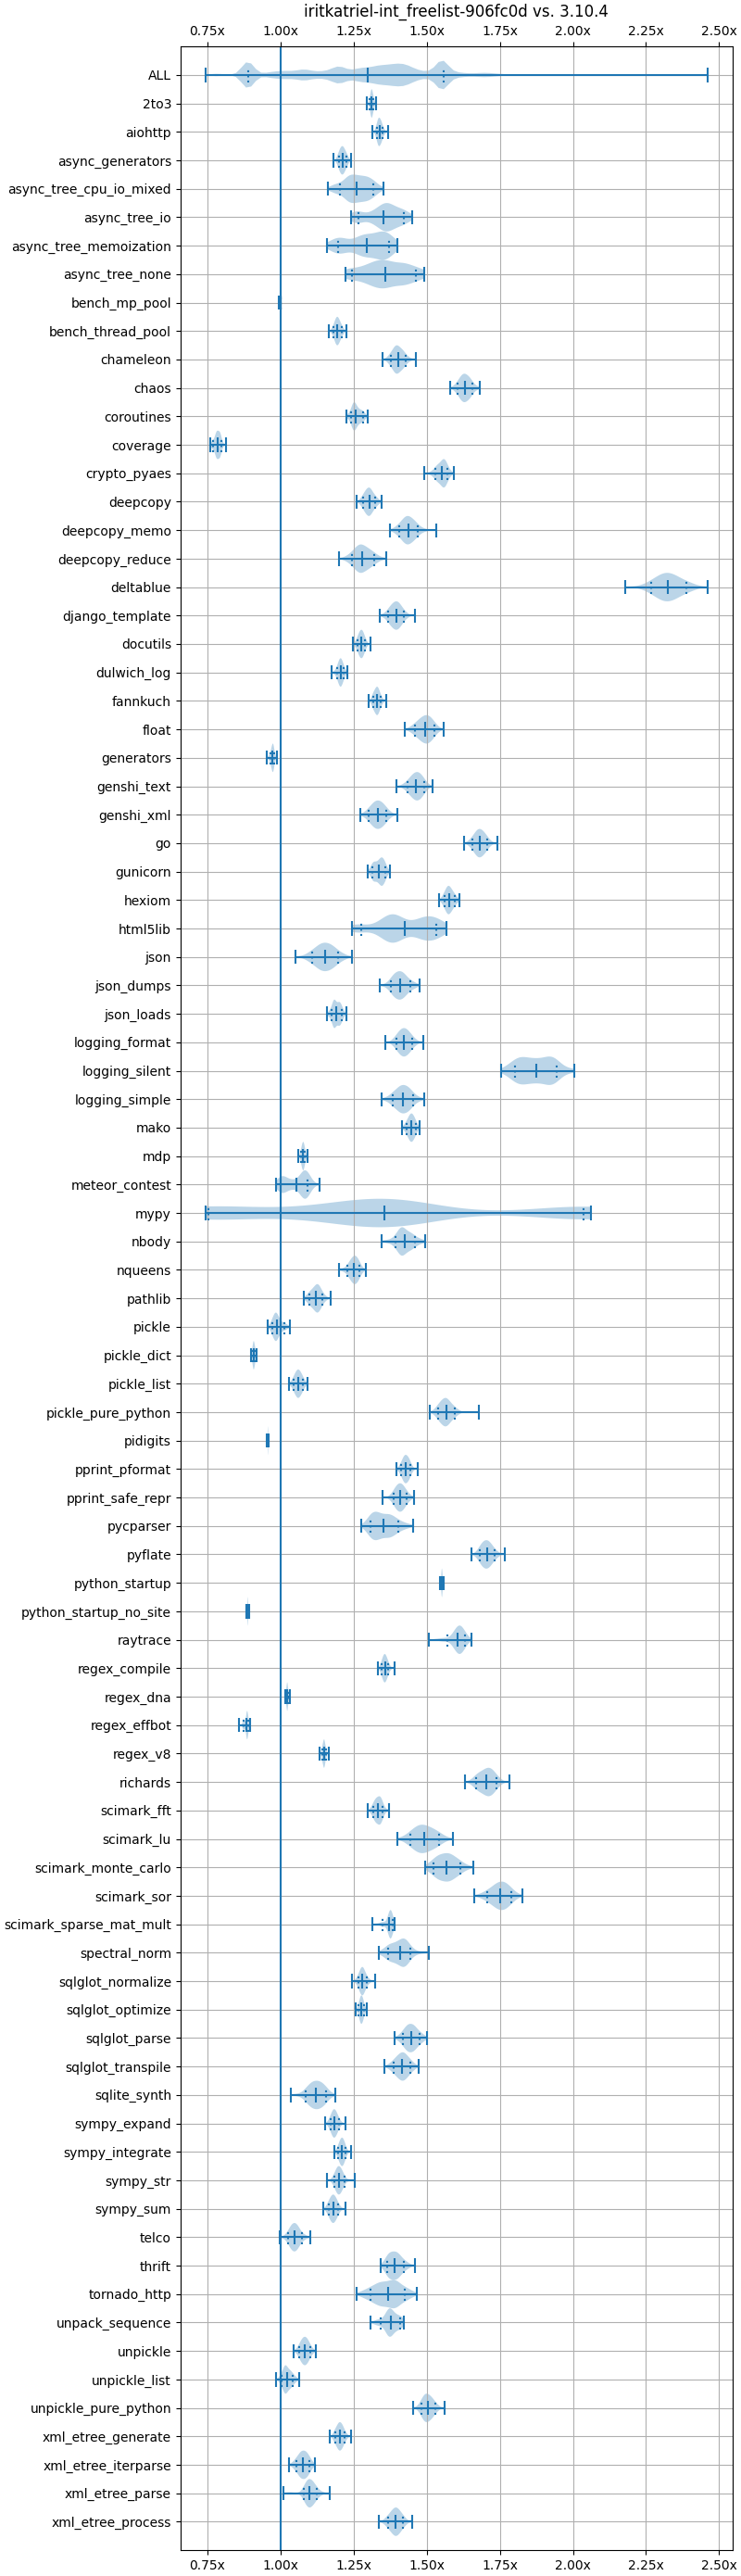 iritkatriel-int_freelist-906fc0d vs. 3.10.4
0.75x 1.00x 1.25x 1.50x 1.75x 2.00x 2.25x 2.50x
ALL
2to3
aiohttp
async_generators
async_tree_cpu_io_mixed
async_tree_io
async_tree_memoization
async_tree_none
bench_mp_pool
bench_thread_pool
chameleon
chaos
coroutines
coverage
crypto_pyaes
deepcopy
deepcopy_memo
deepcopy_reduce
deltablue
django_template
docutils
dulwich_log
fannkuch
float
generators
genshi_text
genshi_xml
go
gunicorn
hexiom
html5lib
json
json_dumps
json_loads
logging_format
logging_silent
logging_simple
mako
mdp
meteor_contest
mypy
nbody
nqueens
pathlib
pickle
pickle_dict
pickle_list
pickle_pure_python
pidigits
pprint_pformat
pprint_safe_repr
pycparser
pyflate
python_startup
python_startup_no_site
raytrace
regex_compile
regex_dna
regex_effbot
regex_v8
richards
scimark_fft
scimark_lu
scimark_monte_carlo
scimark_sor
scimark_sparse_mat_mult
spectral_norm
sqlglot_normalize
sqlglot_optimize
sqlglot_parse
sqlglot_transpile
sqlite_synth
sympy_expand
sympy_integrate
sympy_str
sympy_sum
telco
thrift
tornado_http
unpack_sequence
unpickle
unpickle_list
unpickle_pure_python
xml_etree_generate
xml_etree_iterparse
xml_etree_parse
xml_etree_process
0.75x 1.00x 1.25x 1.50x 1.75x 2.00x 2.25x 2.50x